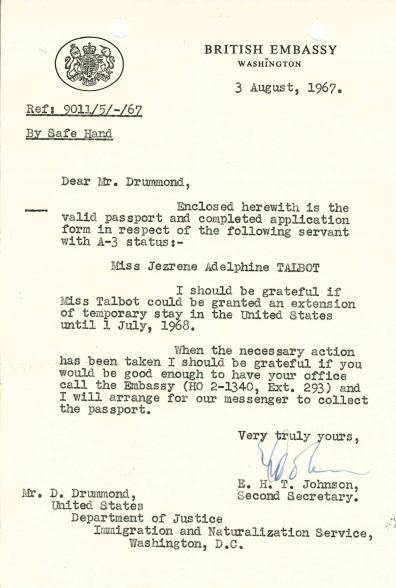 BRITISH EMBASSY
WASHINGTON
3 August, 1967.
Ref: 9011/5/-/67
By Safe Hand
Dear Mr. Drummond,
Enclosed herewith is the
valid passport and completed application
form in respect of the following servant
with A-3 status:-
Miss Jezrene Adelphine TALBOT
I should be grateful if
Miss Talbot could be granted an extension
of temporary stay in the United States
until 1 July, 1968.
When the necessary action
has been taken I should be grateful if you
would be good enough to have your office
call the Embassy (HO 2-1340, Ext. 293) and
I will arrange for our messenger to collect
the passport.
Very truly yours,
E. H. T. Johnson,
Second Secretary.
Mr. D. Drummond,
United States
Department of Justice
Immigration and Naturalization Service,
Washington, D.C.